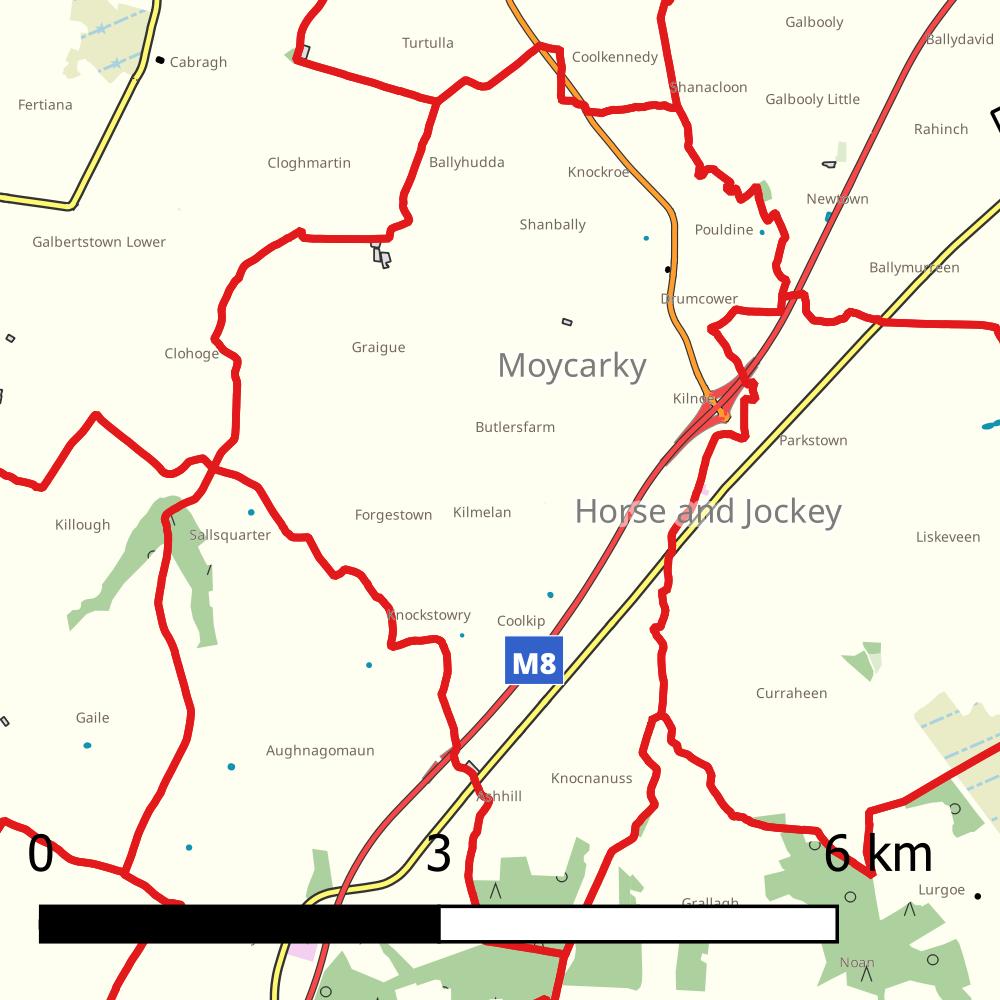 Galbooly
Turtulla
Ballydavid
Coolkennedy
Cabragh
Shanacloon
Galbooly Little
Fertiana
Rahinch
Cloghmartin
Ballyhudda
Knockroe
Newtown
Shanbally
Pouldine
Galbertstown Lower
Ballymurreen
Drumcower
Graigue
Clohoge
Moycarky
Kilnoe
Butlersfarm
Parkstown
Forgestown
Kilmelan
Horse and Jockey
Killough
Sallsquarter
Liskeveen
Knockstowry
Coolkip
M8
Curraheen
Gaile
Aughnagomaun
Knocnanuss
Ashhill
0 3 6 km
Lurgoe
Grallagh
Noan